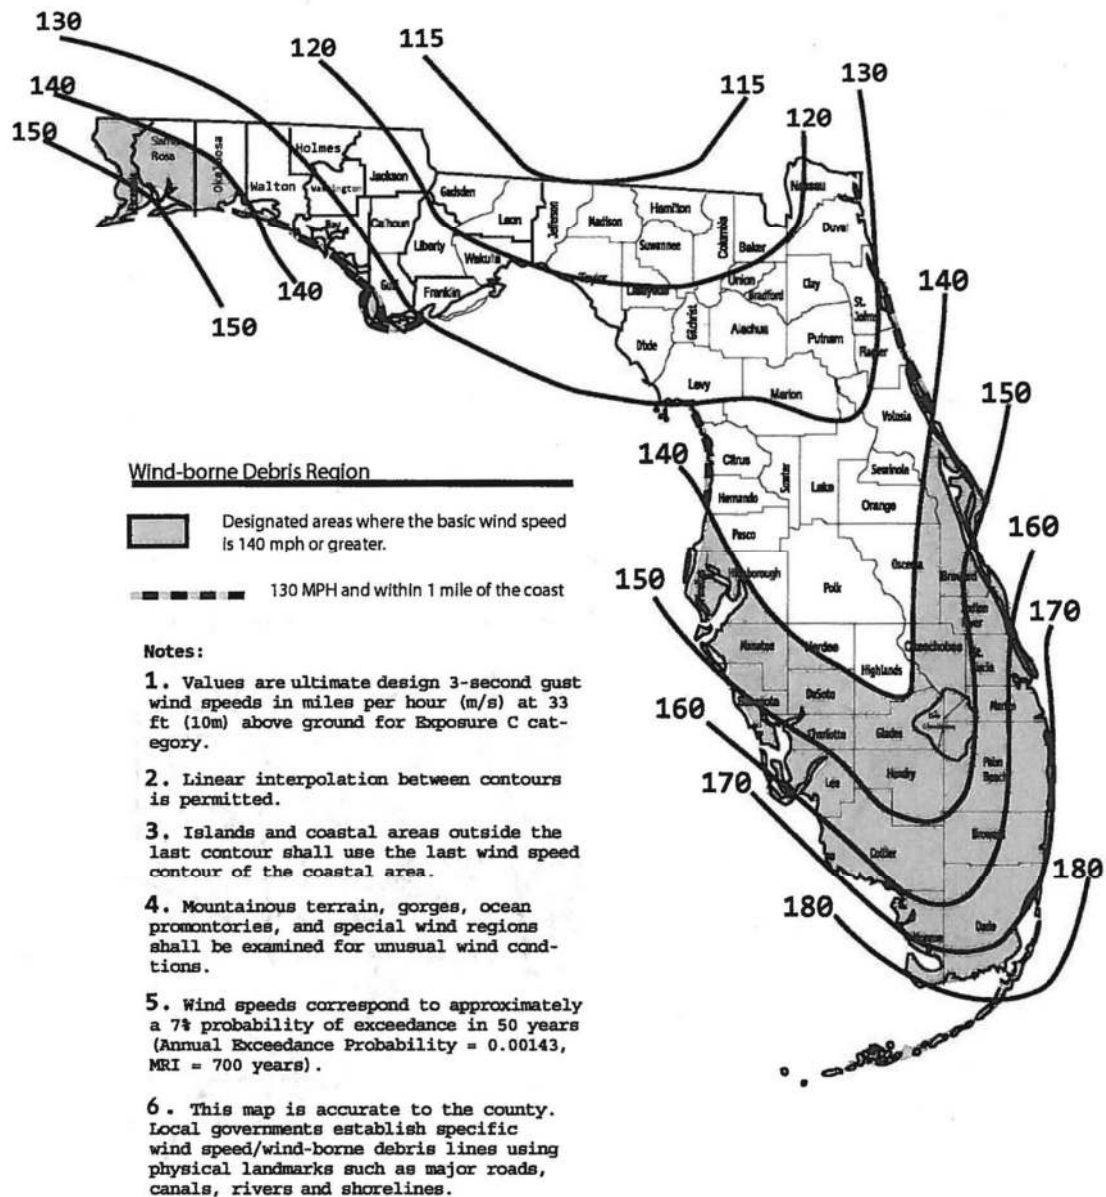 130
120
115
115
130
120
140
150
Santa
Rosa
Okaloosa
Holmes
Walton
Washington
Jackson
Bay
Calhoun
Gulf
Gadsden
Liberty
Leon
Wakulla
Franklin
Jefferson
Madison
Taylor
Hamilton
Suwannee
Lafayette
Columbia
Baker
Nassau
Duval
Union
Bradford
Clay
St.
Johns
Dixie
Gilchrist
Alachua
Putnam
Flagler
Levy
Marion
Volusia
140
150
140
150
140
Citrus
Sumter
Lake
Seminole
Hernando
Orange
Pasco
Hillsborough
Polk
Osceola
Brevard
Indian
River
150
160
170
Manatee
Hardee
Highlands
Okeechobee
St.
Lucie
DeSoto
Martin
160
Charlotte
Glades
170
Lee
Hendry
Palm
Beach
Collier
Broward
180
180
Monroe
Dade
Wind-borne Debris Region
Designated areas where the basic wind speed
is 140 mph or greater.
130 MPH and within 1 mile of the coast
Notes:
1. Values are ultimate design 3-second gust
wind speeds in miles per hour (m/s) at 33
ft (10m) above ground for Exposure C cat-
egory.
2. Linear interpolation between contours
is permitted.
3. Islands and coastal areas outside the
last contour shall use the last wind speed
contour of the coastal area.
4. Mountainous terrain, gorges, ocean
promontories, and special wind regions
shall be examined for unusual wind cond-
tions.
5. Wind speeds correspond to approximately
a 7% probability of exceedance in 50 years
(Annual Exceedance Probability = 0.00143,
MRI = 700 years).
6. This map is accurate to the county.
Local governments establish specific
wind speed/wind-borne debris lines using
physical landmarks such as major roads,
canals, rivers and shorelines.